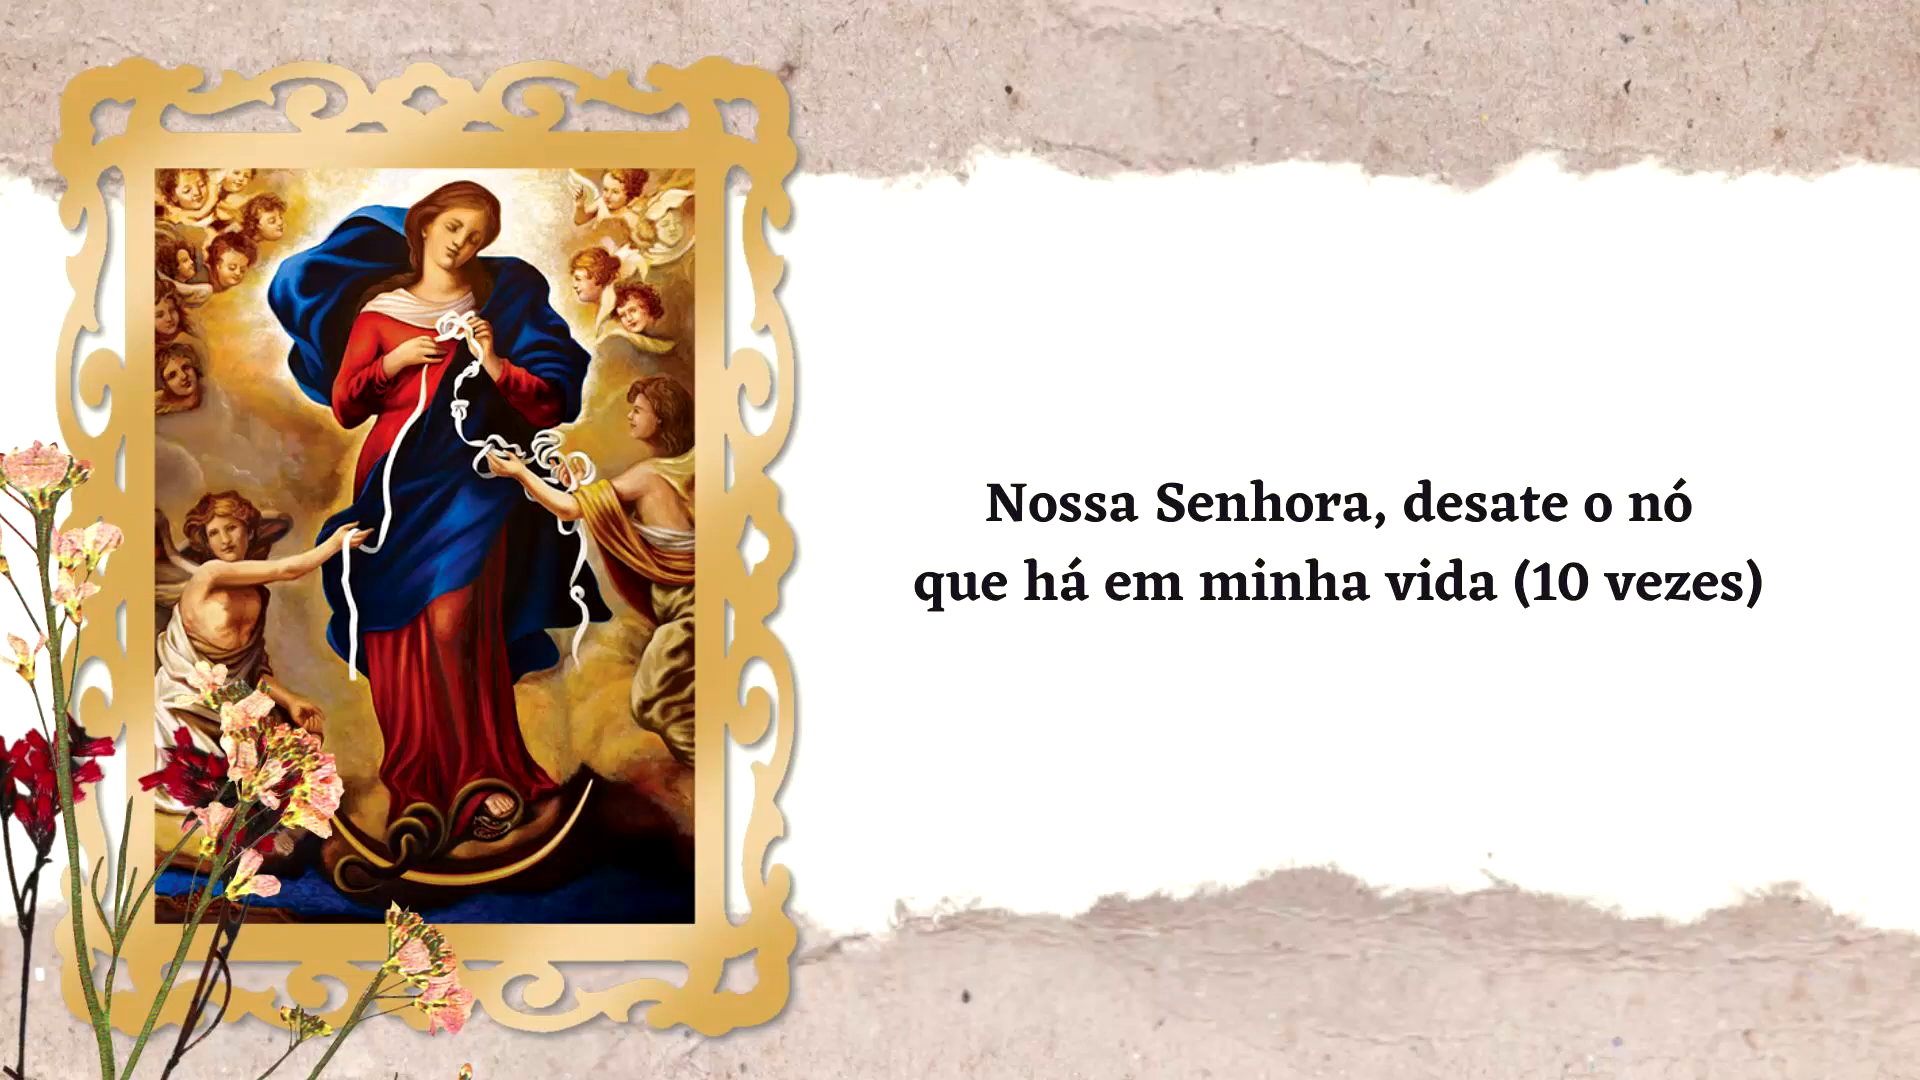 Nossa Senhora, desate o nó
que há em minha vida (10 vezes)